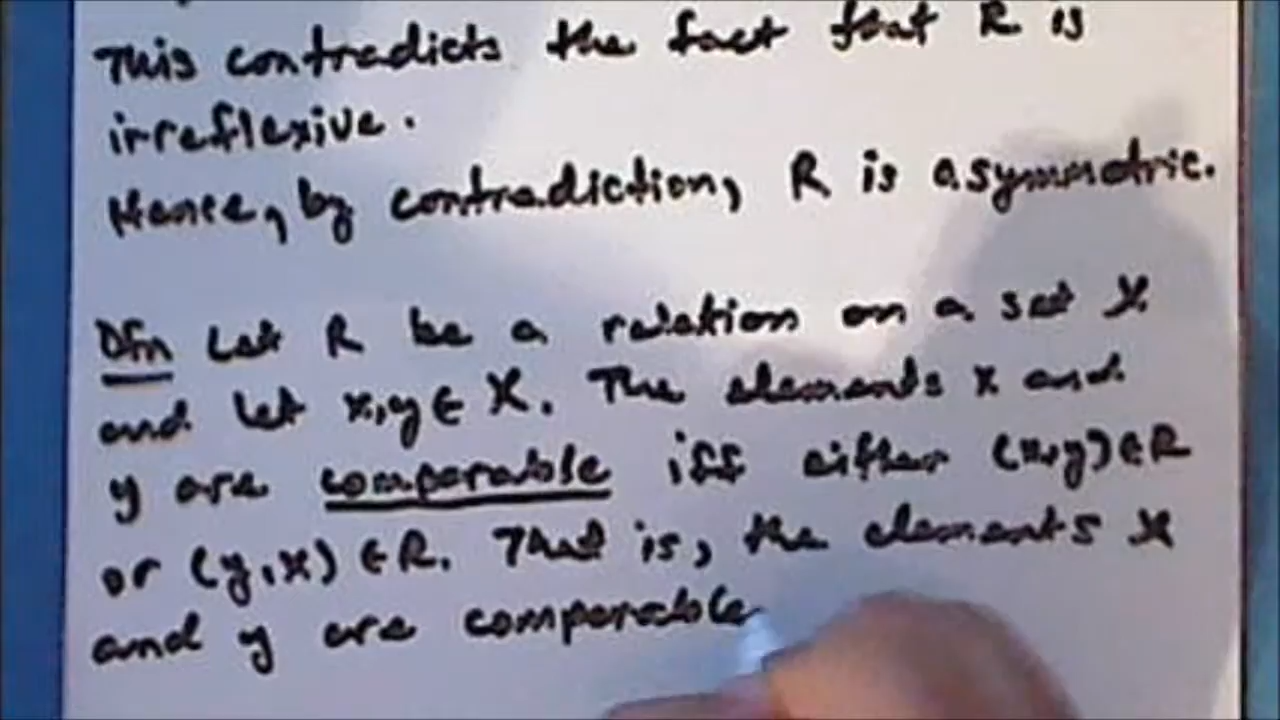 This contradicts the fact that R is
irreflexive.
Hence, by contradiction, R is asymmetric.
Dfn Let R be a relation on a set X
and let x,y ∈ X. The elements x and
y are comparable iff either (x,y) ∈ R
or (y,x) ∈ R. That is, the elements x
and y are comparable